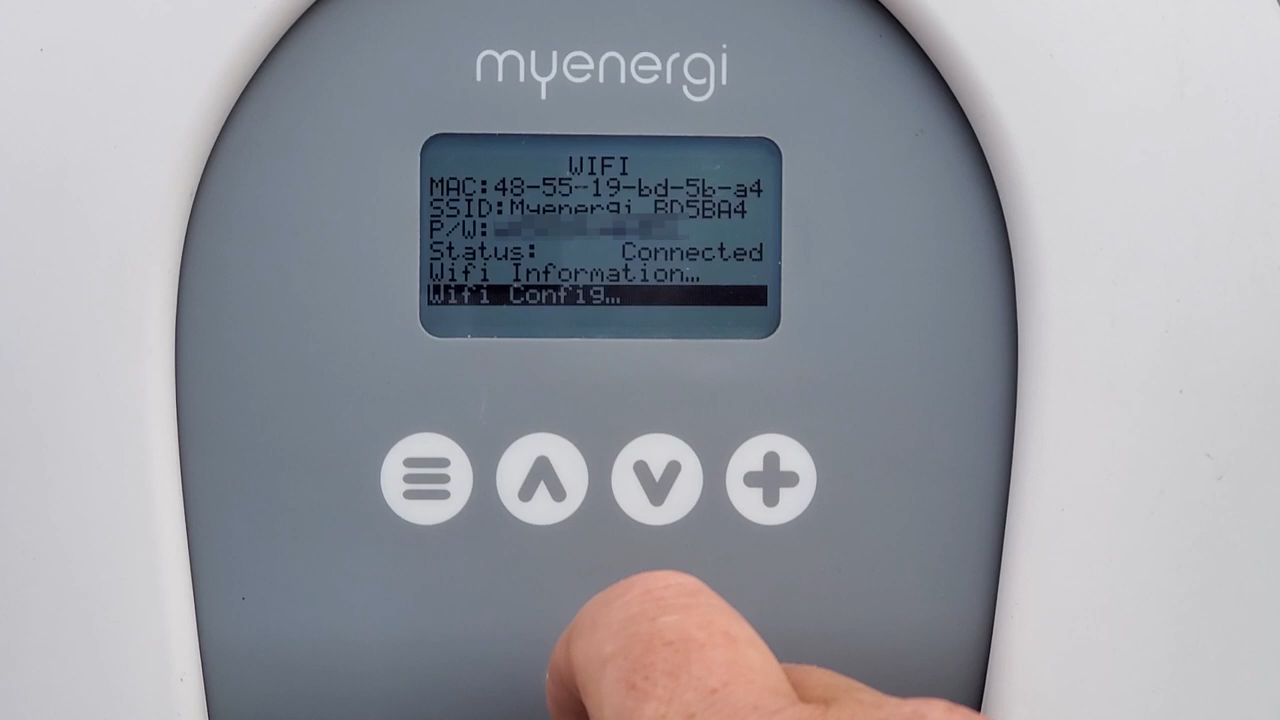 myenergi
WIFI
MAC:48-55-19-bd-5b-a4
SSID:Myenergi_BD5BA4
P/W:
Status: Connected
Wifi Information…
Wifi Config…